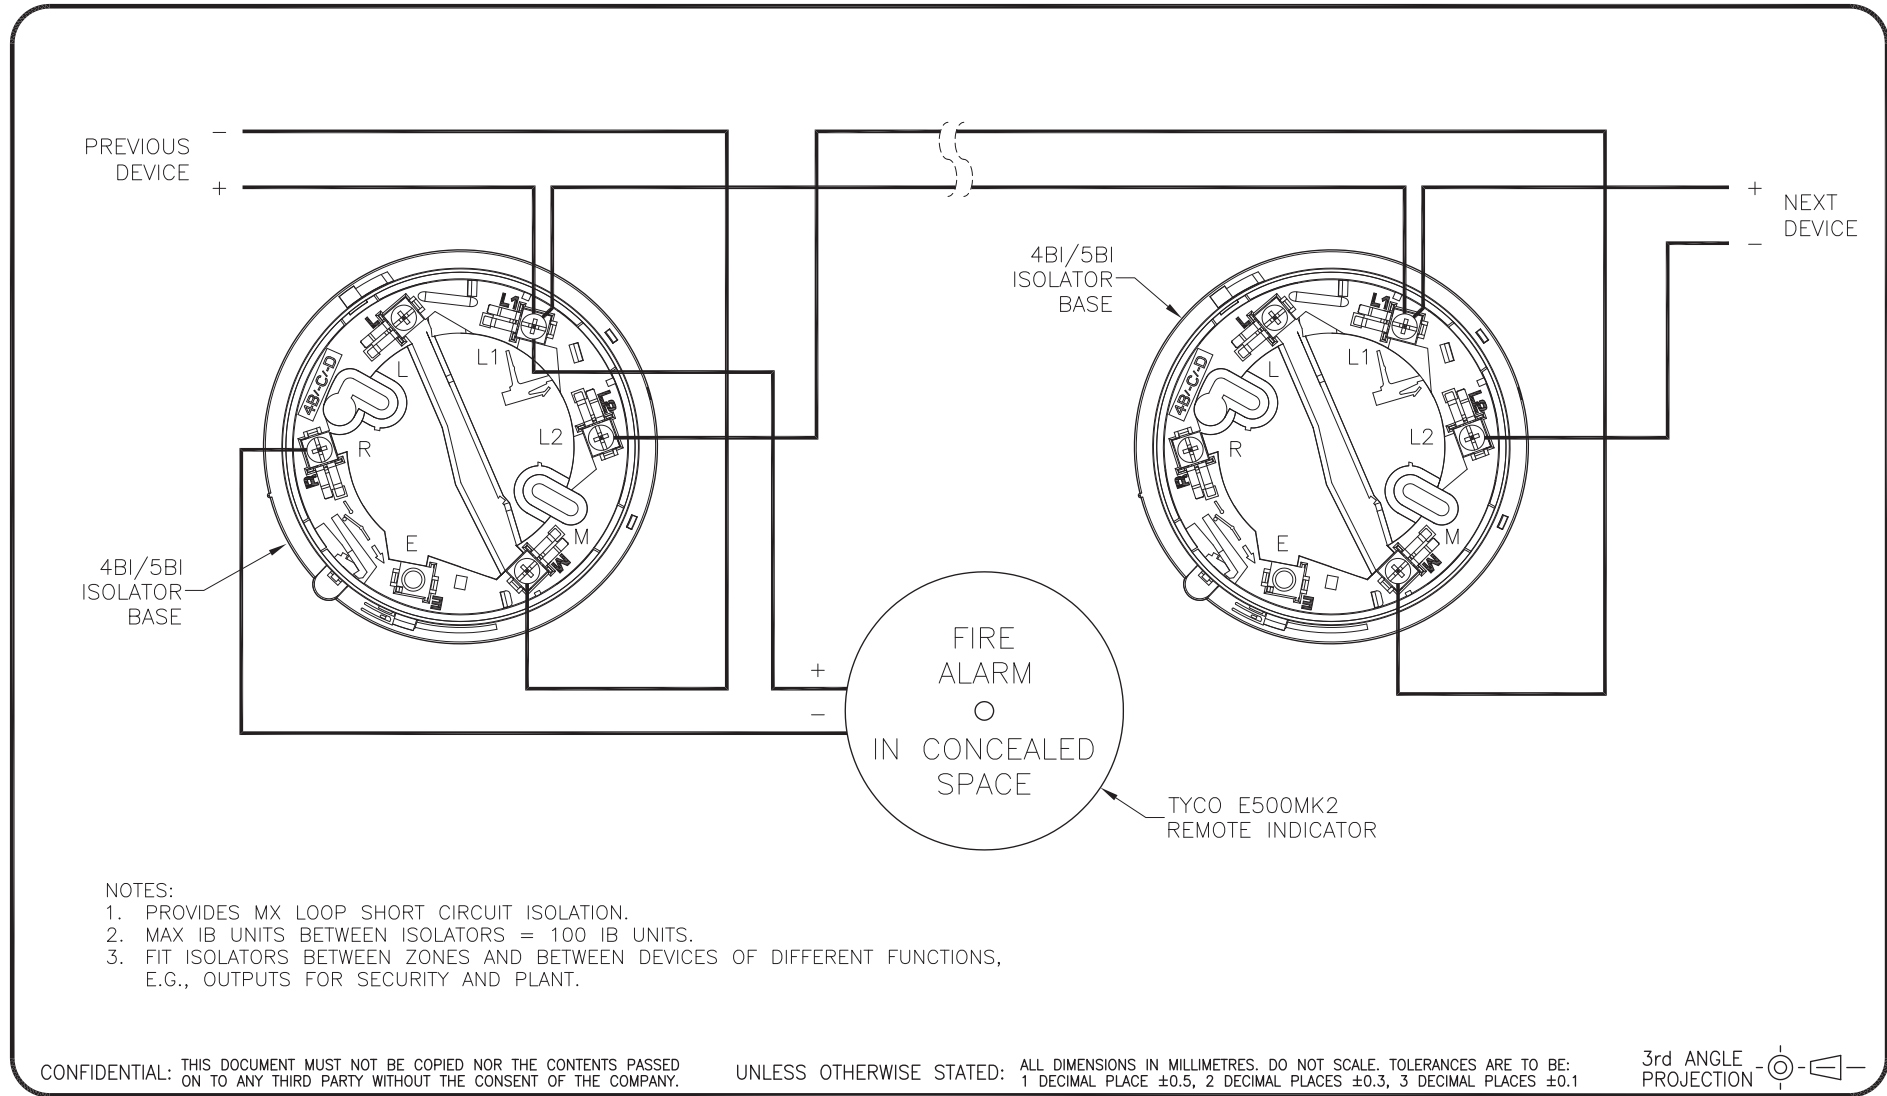 PREVIOUS
DEVICE
−
+
+
−
NEXT
DEVICE
4BI/5BI
ISOLATOR
BASE
L
L1
L1
L
4B/-C/-D
L2
L2
R
R
M
M
E
E
4BI/5BI
ISOLATOR
BASE
L
L1
L1
L
4B/-C/-D
L2
L2
R
R
M
M
E
E
+
−
FIRE
ALARM
IN CONCEALED
SPACE
TYCO E500MK2
REMOTE INDICATOR
NOTES:
1. PROVIDES MX LOOP SHORT CIRCUIT ISOLATION.
2. MAX IB UNITS BETWEEN ISOLATORS = 100 IB UNITS.
3. FIT ISOLATORS BETWEEN ZONES AND BETWEEN DEVICES OF DIFFERENT FUNCTIONS,
E.G., OUTPUTS FOR SECURITY AND PLANT.
CONFIDENTIAL: THIS DOCUMENT MUST NOT BE COPIED NOR THE CONTENTS PASSED
ON TO ANY THIRD PARTY WITHOUT THE CONSENT OF THE COMPANY.
UNLESS OTHERWISE STATED: ALL DIMENSIONS IN MILLIMETRES. DO NOT SCALE. TOLERANCES ARE TO BE:
1 DECIMAL PLACE ±0.5, 2 DECIMAL PLACES ±0.3, 3 DECIMAL PLACES ±0.1
3rd ANGLE
PROJECTION